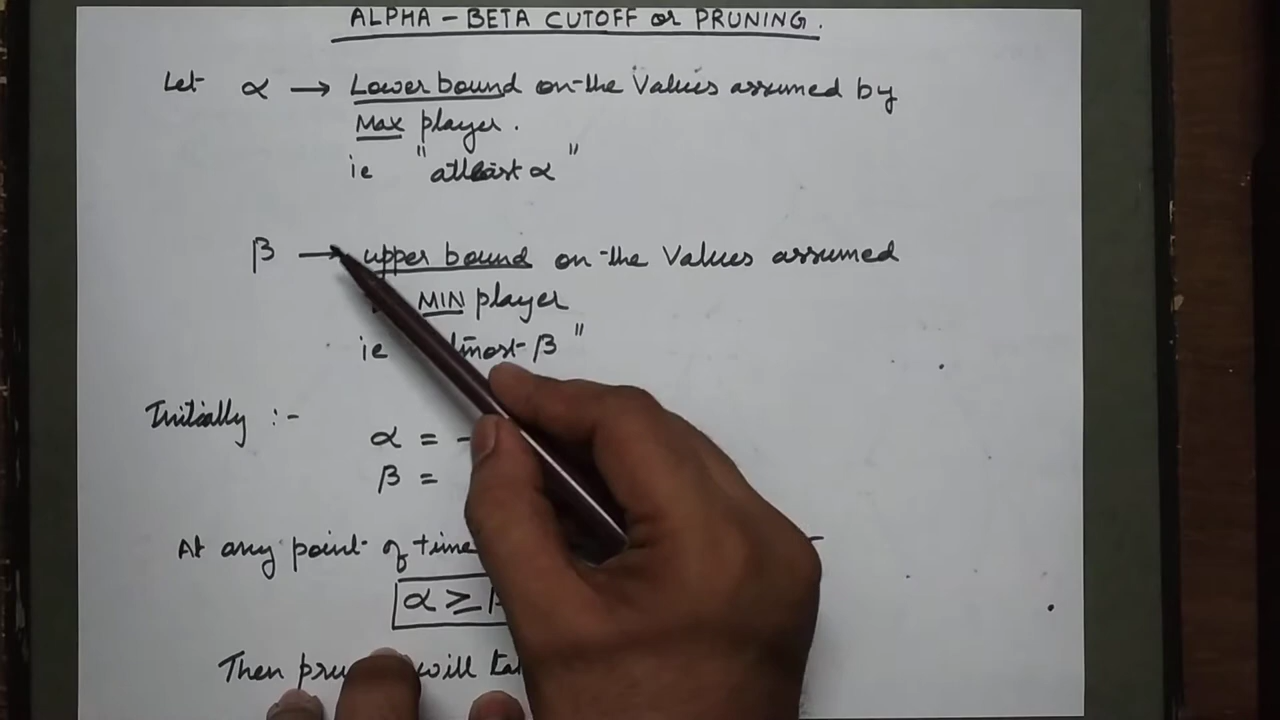 ALPHA - BETA CUTOFF or PRUNING.
Let α → Lower bound on the Values assumed by
Max player.
ie "atleast α"
β → upper bound on the Values assumed
MIN player
ie β"
Initially :-
α = -
β =
At any point of time
α ≥
Then will